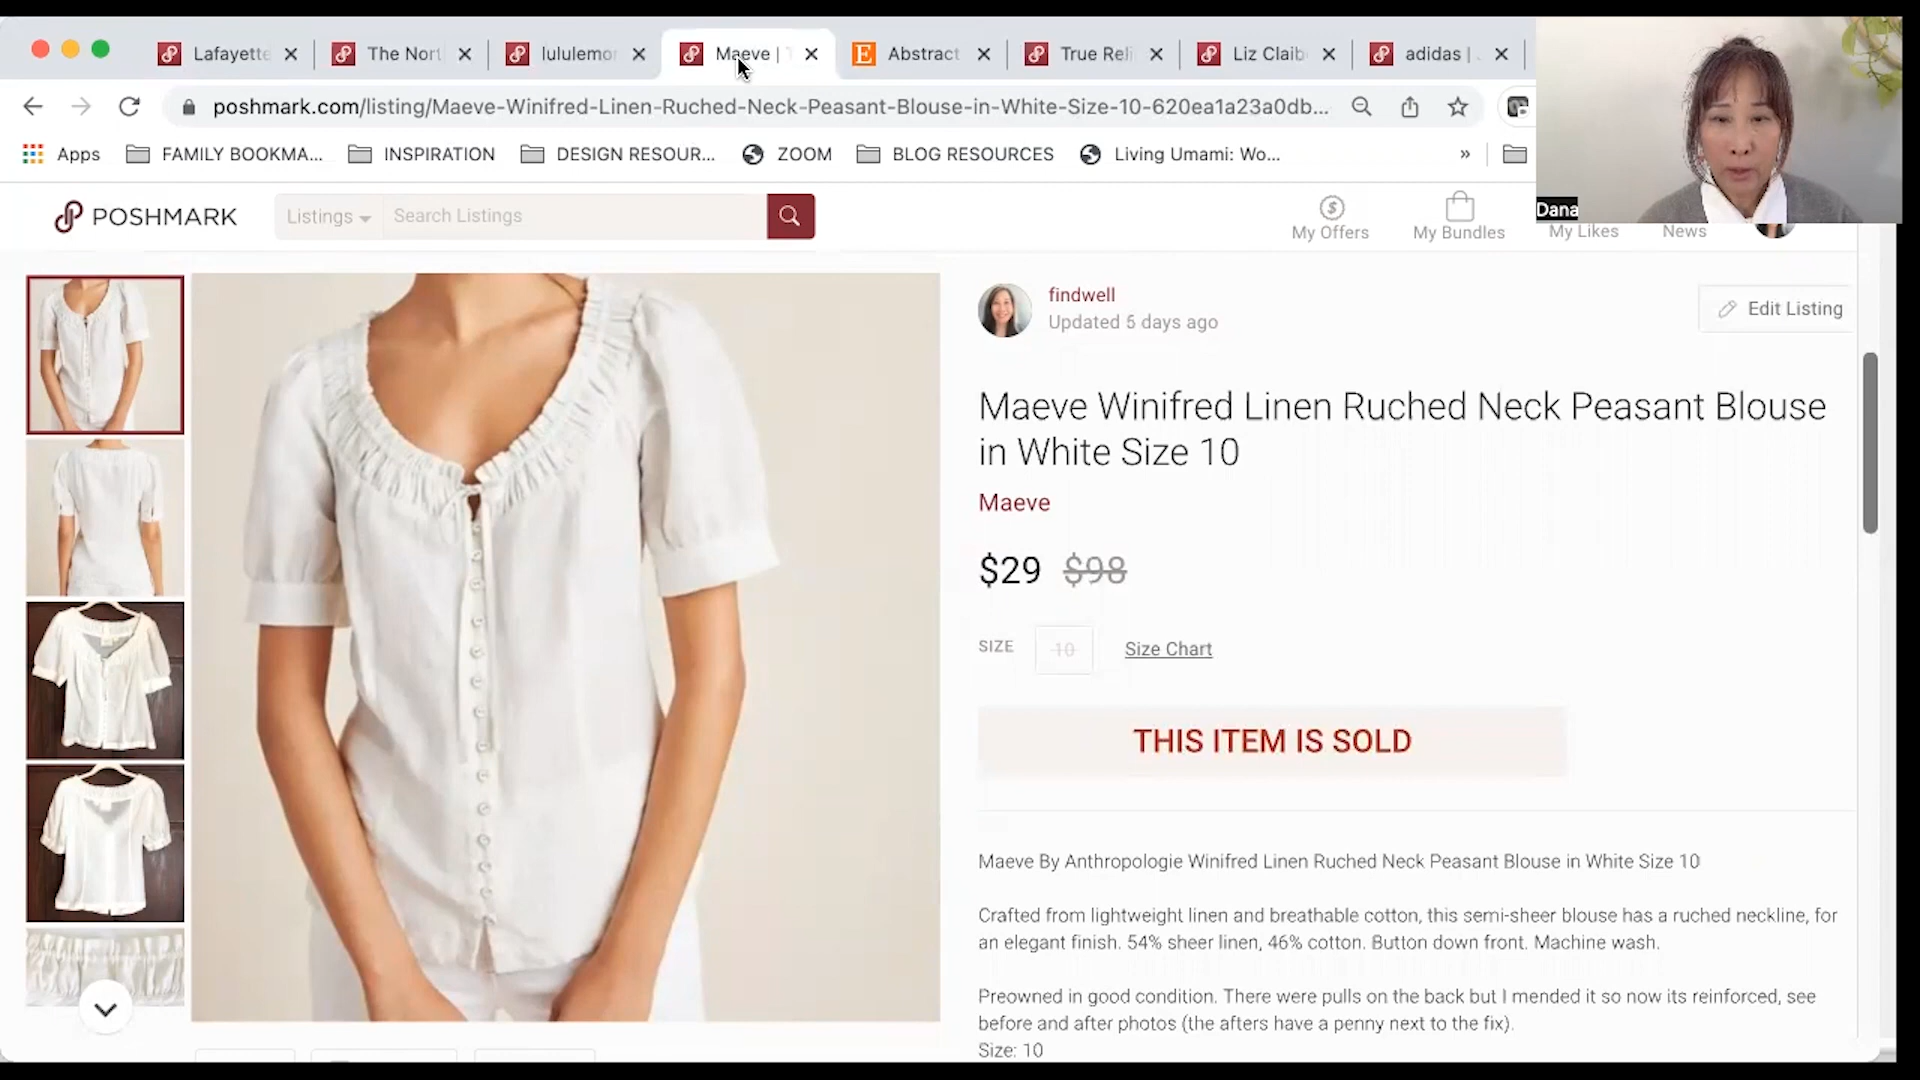 Lafayette
The Nort
lululemo
Maeve |
Abstract
True Reli
Liz Claib
adidas |
poshmark.com/listing/Maeve-Winifred-Linen-Ruched-Neck-Peasant-Blouse-in-White-Size-10-620ea1a23a0db...
Apps
FAMILY BOOKMA...
INSPIRATION
DESIGN RESOUR...
ZOOM
BLOG RESOURCES
Living Umami: Wo...
»
Dana
POSHMARK
Listings
Search Listings
My Offers
My Bundles
My Likes
News
findwell
Updated 5 days ago
Edit Listing
Maeve Winifred Linen Ruched Neck Peasant Blouse
in White Size 10
Maeve
$29 $98
SIZE
10
Size Chart
THIS ITEM IS SOLD
Maeve By Anthropologie Winifred Linen Ruched Neck Peasant Blouse in White Size 10
Crafted from lightweight linen and breathable cotton, this semi-sheer blouse has a ruched neckline, for
an elegant finish. 54% sheer linen, 46% cotton. Button down front. Machine wash.
Preowned in good condition. There were pulls on the back but I mended it so now its reinforced, see
before and after photos (the afters have a penny next to the fix).
Size: 10